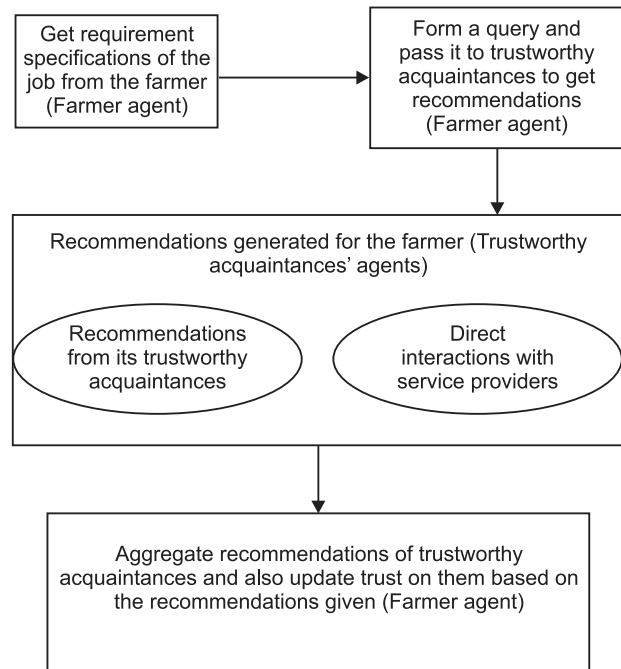 Get requirement
specifications of the
job from the farmer
(Farmer agent)
Form a query and
pass it to trustworthy
acquaintances to get
recommendations
(Farmer agent)
Recommendations generated for the farmer (Trustworthy
acquaintances’ agents)
Recommendations
from its trustworthy
acquaintances
Direct
interactions with
service providers
Aggregate recommendations of trustworthy
acquaintances and also update trust on them based on
the recommendations given (Farmer agent)